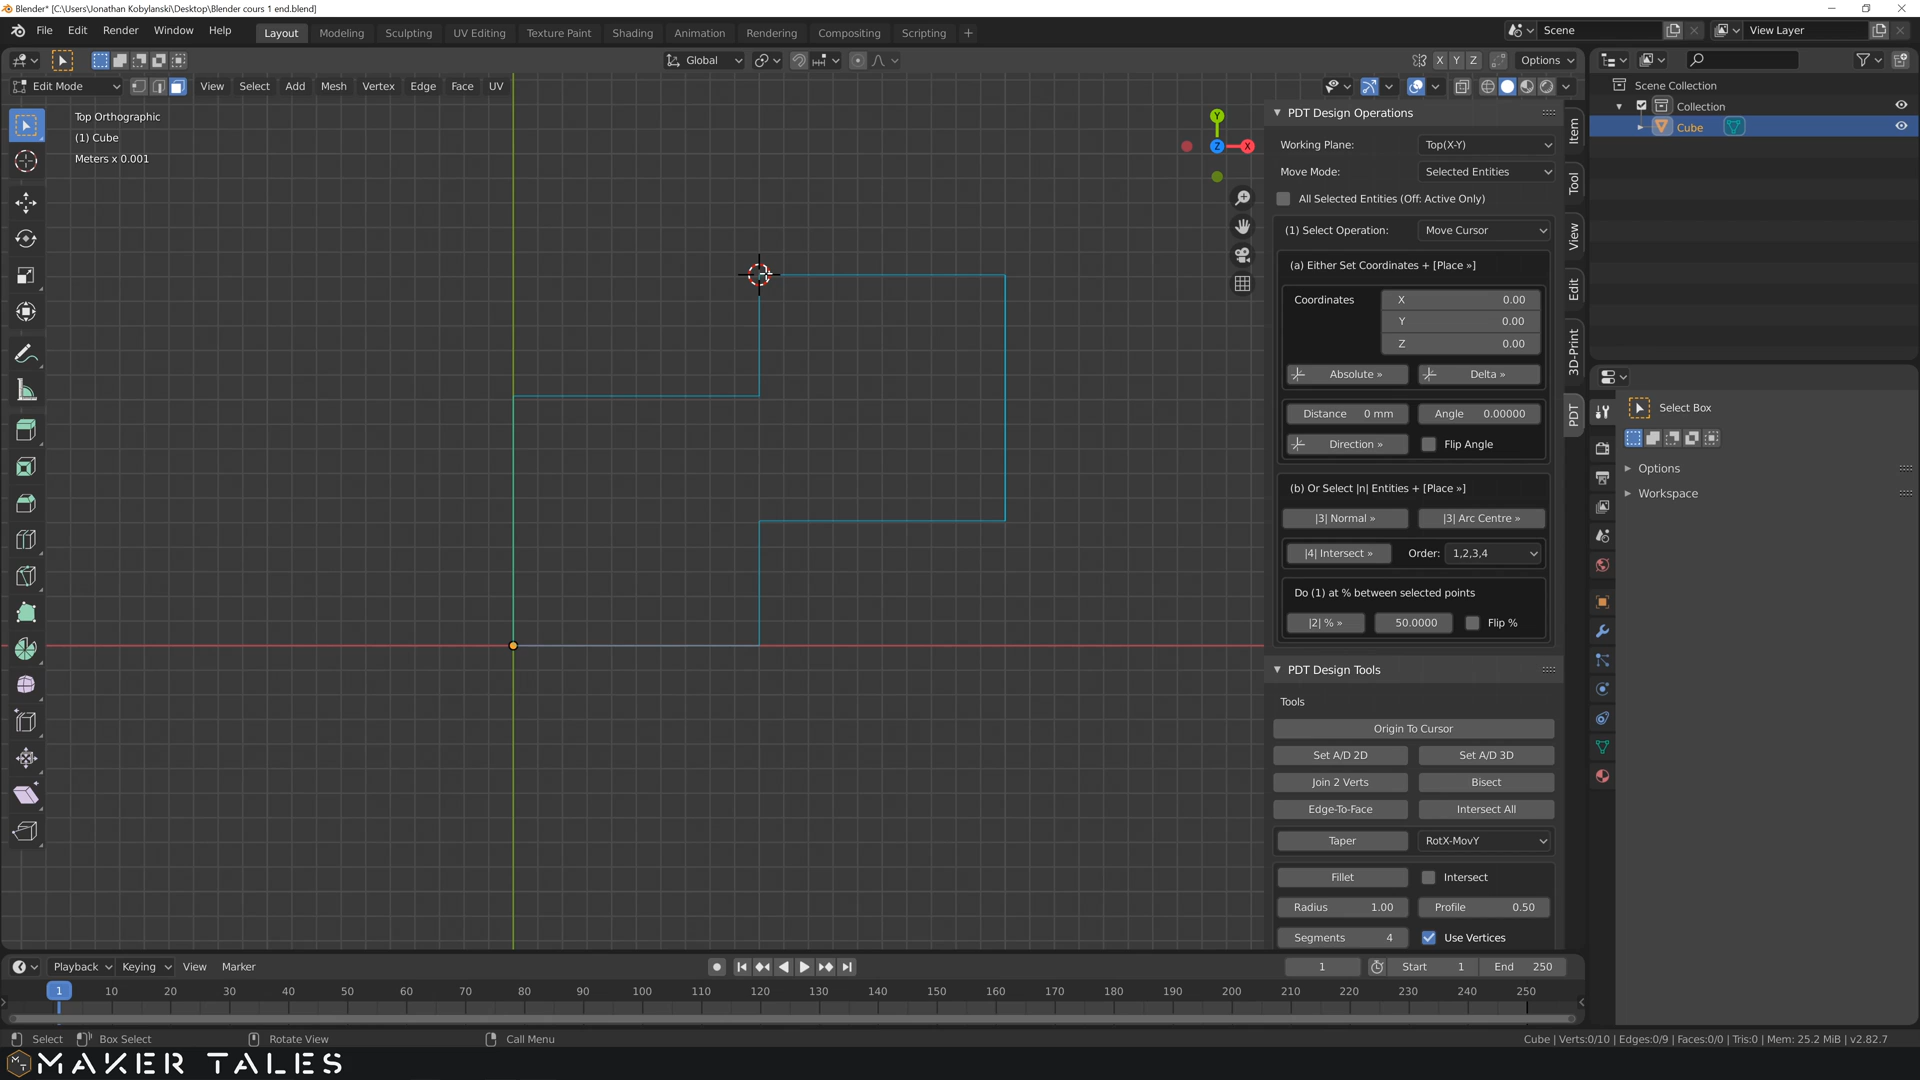 Blender* [C:\Users\Jonathan Kobylanski\Desktop\Blender cours 1 end.blend]
File Edit Render Window Help Layout Modeling Sculpting UV Editing Texture Paint Shading Animation Rendering Compositing Scripting + Scene View Layer
Global X Y Z Options
Edit Mode View Select Add Mesh Vertex Edge Face UV
Top Orthographic
(1) Cube
Meters x 0.001
Y
Z
X
PDT Design Operations
Working Plane: Top(X-Y)
Move Mode: Selected Entities
All Selected Entities (Off: Active Only)
(1) Select Operation: Move Cursor
(a) Either Set Coordinates + [Place »]
Coordinates X 0.00
Y 0.00
Z 0.00
Absolute » Delta »
Distance 0 mm Angle 0.00000
Direction » Flip Angle
(b) Or Select |n| Entities + [Place »]
|3| Normal » |3| Arc Centre »
|4| Intersect » Order: 1,2,3,4
Do (1) at % between selected points
|2| % » 50.0000 Flip %
PDT Design Tools
Tools
Origin To Cursor
Set A/D 2D Set A/D 3D
Join 2 Verts Bisect
Edge-To-Face Intersect All
Taper RotX-MovY
Fillet Intersect
Radius 1.00 Profile 0.50
Segments 4 Use Vertices
Item
Tool
View
Edit
3D-Print
PDT
Scene Collection
Collection
Cube
Select Box
Options
Workspace
Playback Keying View Marker 1 Start 1 End 250
1 10 20 30 40 50 60 70 80 90 100 110 120 130 140 150 160 170 180 190 200 210 220 230 240 250
Select Box Select Rotate View Call Menu Cube | Verts:0/10 | Edges:0/9 | Faces:0/0 | Tris:0 | Mem: 25.2 MiB | v2.82.7
MT MAKER TALES